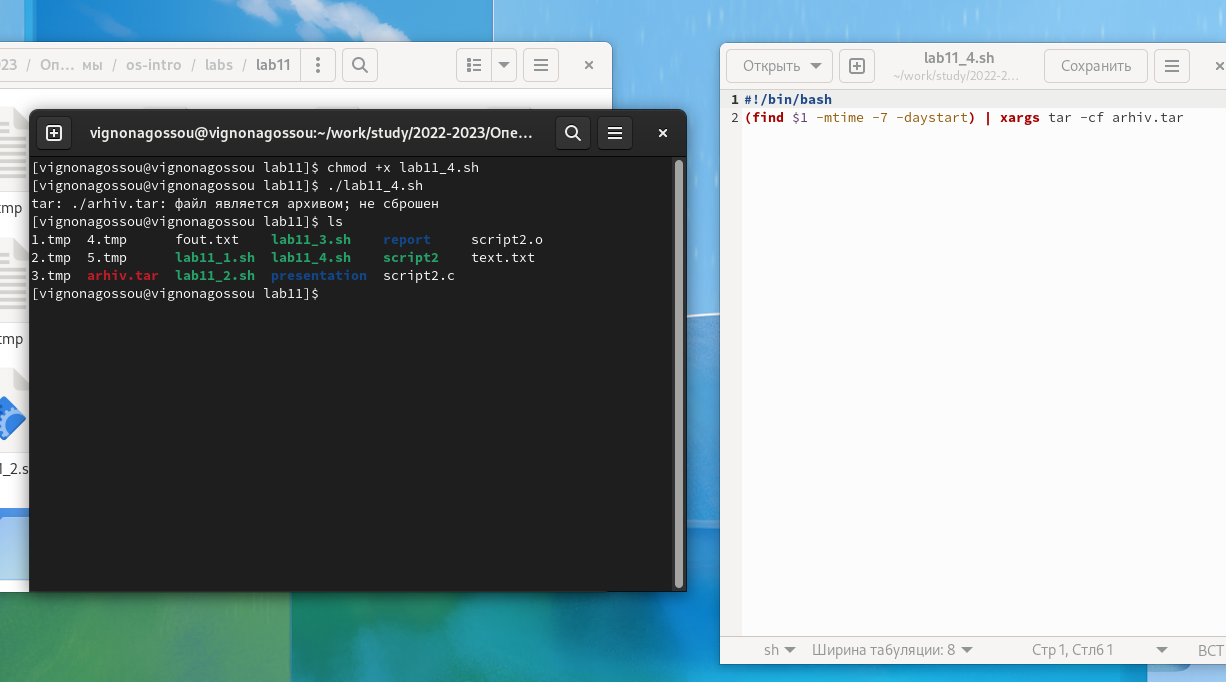 23 / Оп… мы / os-intro / labs / lab11
tmp
tmp
1_2.s
vignonagossou@vignonagossou:~/work/study/2022-2023/Опе…
[vignonagossou@vignonagossou lab11]$ chmod +x lab11_4.sh
[vignonagossou@vignonagossou lab11]$ ./lab11_4.sh
tar: ./arhiv.tar: файл является архивом; не сброшен
[vignonagossou@vignonagossou lab11]$ ls
1.tmp 4.tmp fout.txt lab11_3.sh report script2.o
2.tmp 5.tmp lab11_1.sh lab11_4.sh script2 text.txt
3.tmp arhiv.tar lab11_2.sh presentation script2.c
[vignonagossou@vignonagossou lab11]$
Открыть
lab11_4.sh
~/work/study/2022-2…
Сохранить
1 #!/bin/bash
2 (find $1 -mtime -7 -daystart) | xargs tar -cf arhiv.tar
sh Ширина табуляции: 8 Стр 1, Стлб 1 ВСТ